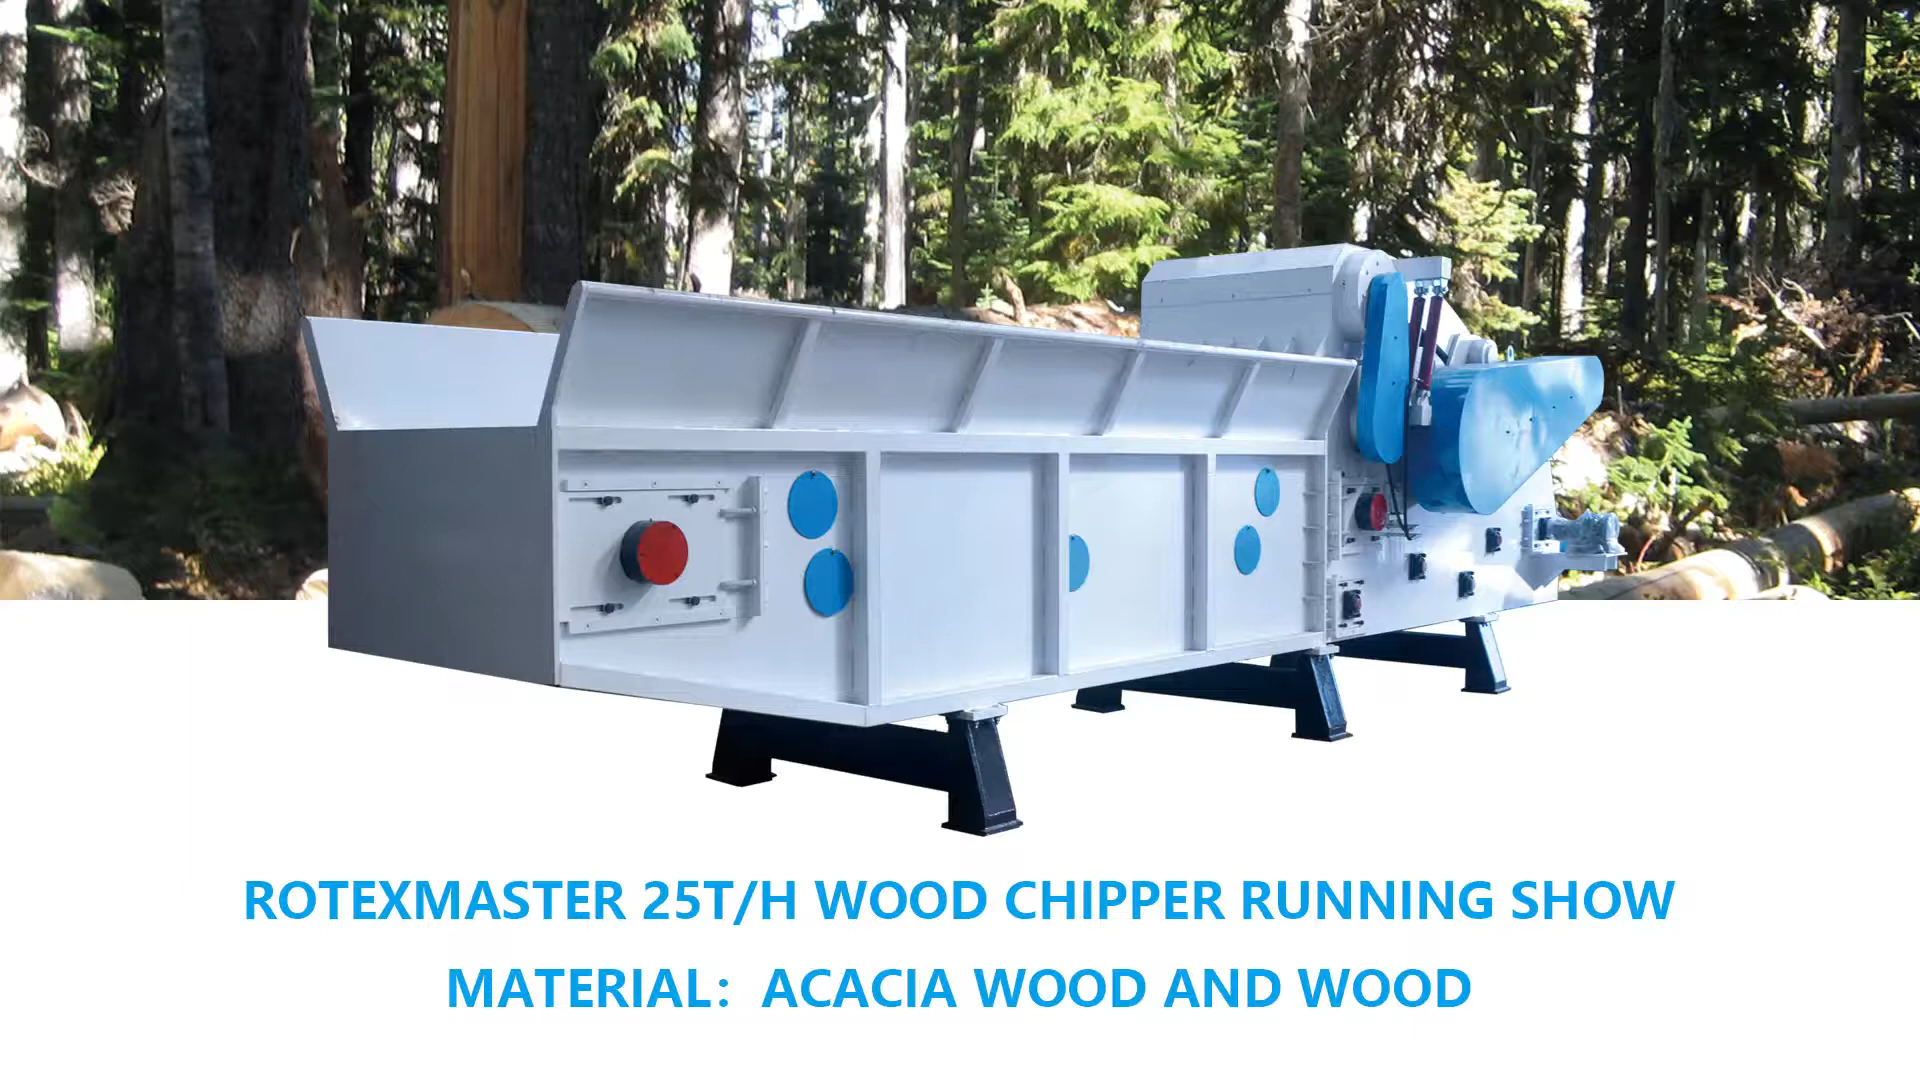 ROTEXMASTER 25T/H WOOD CHIPPER RUNNING SHOW
MATERIAL：ACACIA WOOD AND WOOD